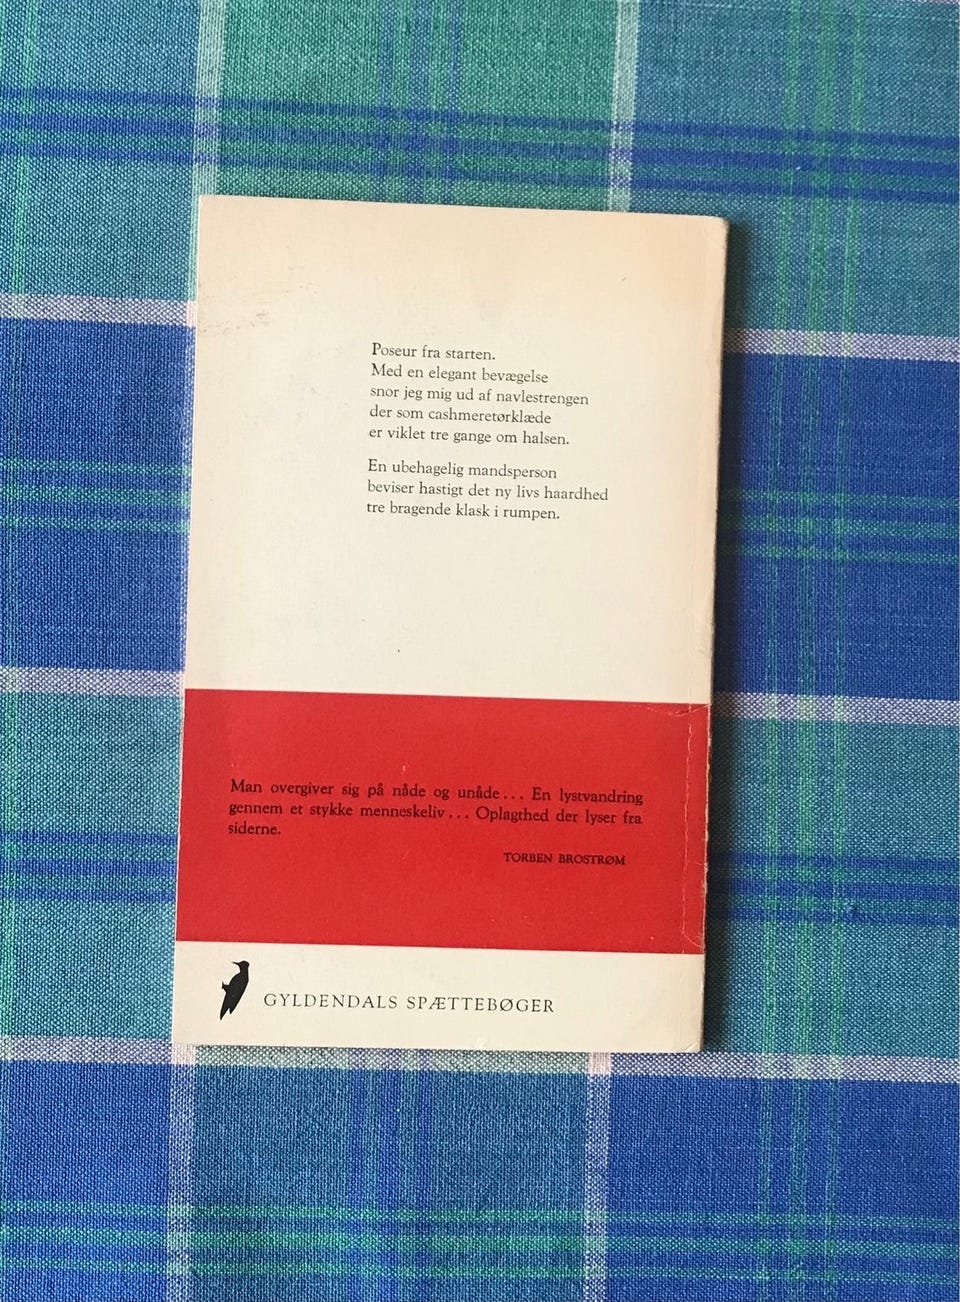 Poseur fra starten.
Med en elegant bevægelse
snor jeg mig ud af navlestrengen
der som cashmeretørklæde
er viklet tre gange om halsen.
En ubehagelig mandsperson
beviser hastigt det ny livs haardhed
tre bragende klask i rumpen.
Man overgiver sig på nåde og unåde... En lystvandring
gennem et stykke menneskeliv... Oplagthed der lyser fra
siderne.
TORBEN BROSTRØM
GYLDENDALS SPÆTTEBØGER